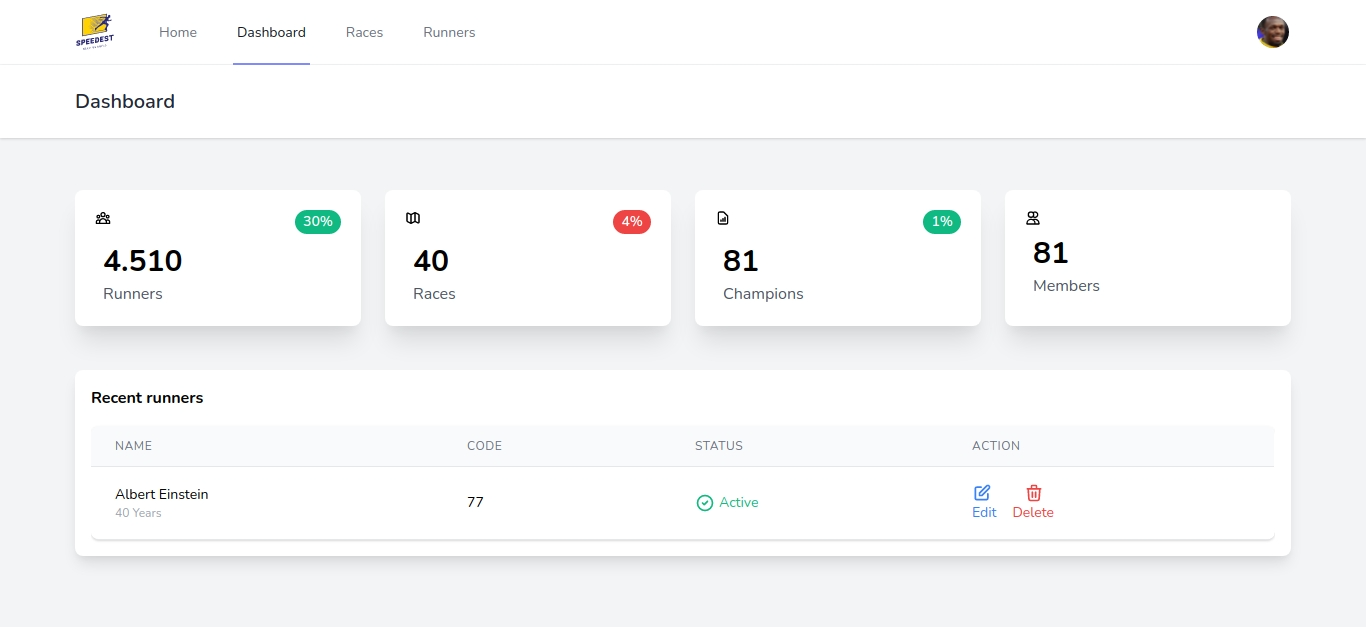 SPEEDEST
Home Dashboard Races Runners
Dashboard
30% 4% 1%
4.510 40 81 81
Runners Races Champions Members
Recent runners
NAME CODE STATUS ACTION
Albert Einstein 77 Active Edit Delete
40 Years